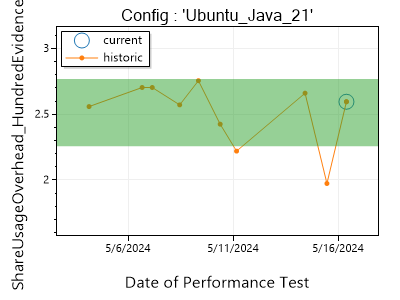 Config : 'Ubuntu_Java_21'
current
historic
ShareUsageOverhead_HundredEvidence
3
2.5
2
5/6/2024
5/11/2024
5/16/2024
Date of Performance Test